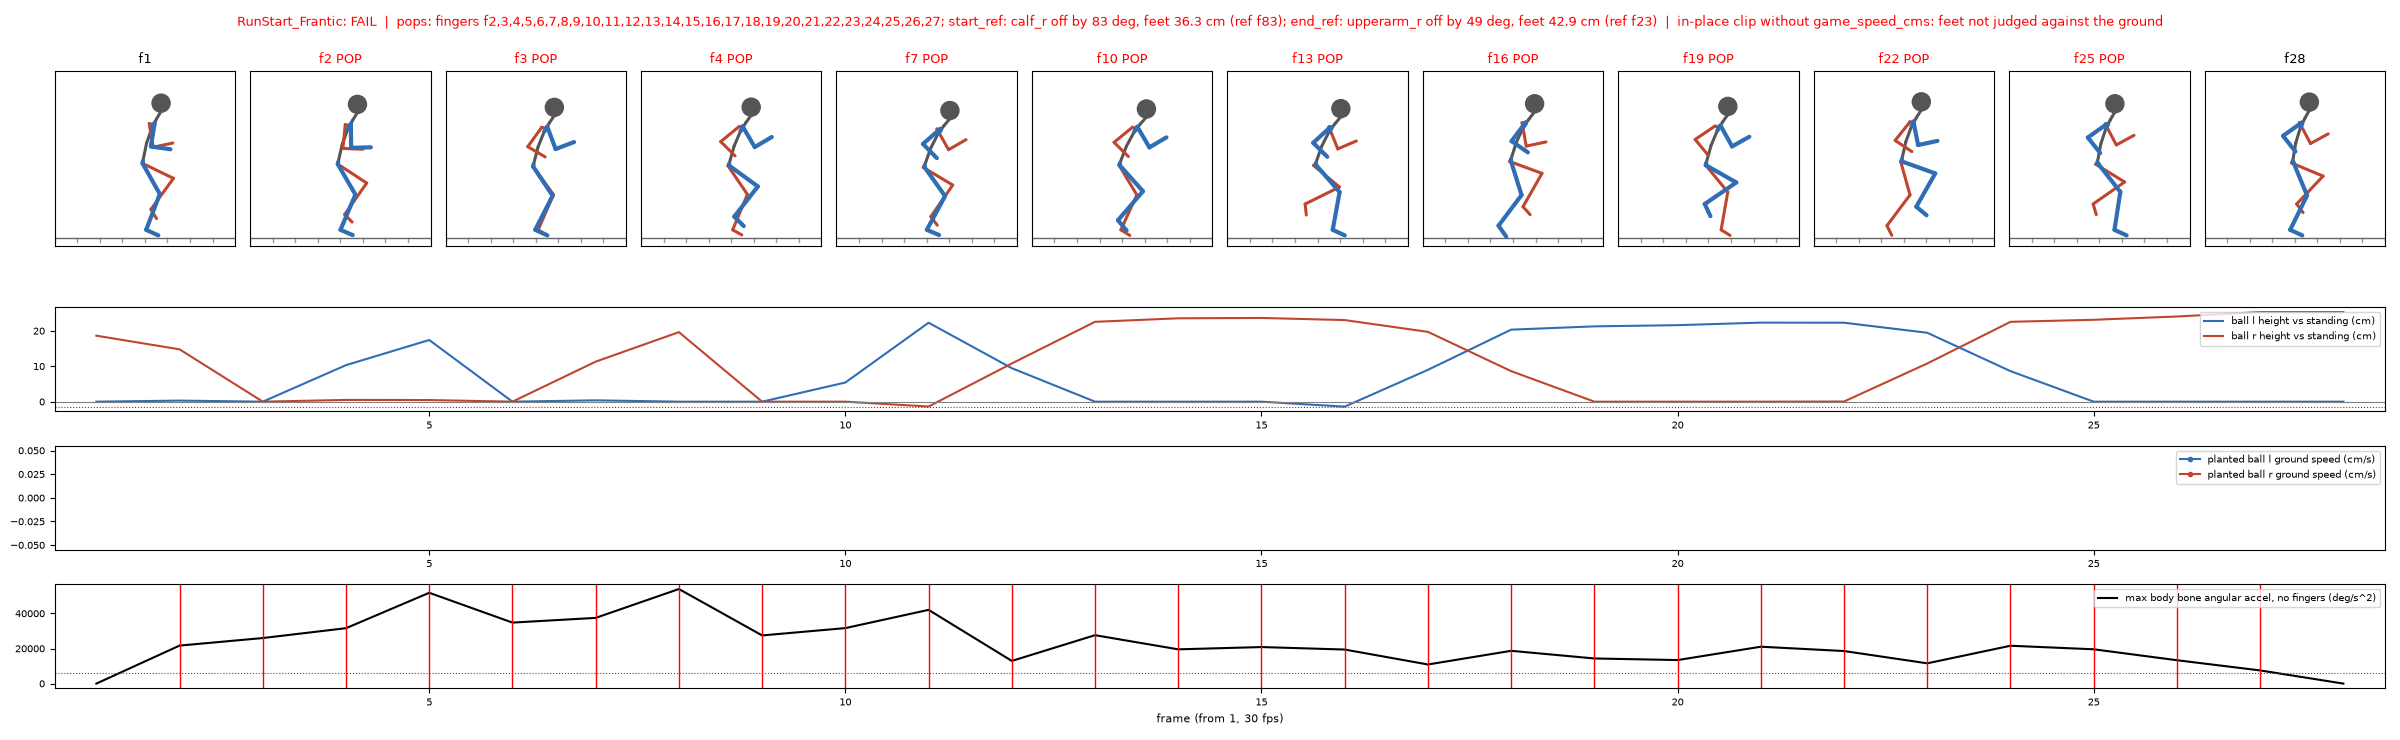 RunStart_Frantic: FAIL | pops: fingers f2,3,4,5,6,7,8,9,10,11,12,13,14,15,16,17,18,19,20,21,22,23,24,25,26,27; start_ref: calf_r off by 83 deg, feet 36.3 cm (ref f83); end_ref: upperarm_r off by 49 deg, feet 42.9 cm (ref f23) | in-place clip without game_speed_cms: feet not judged against the ground
f1 f2 POP f3 POP f4 POP f7 POP f10 POP f13 POP f16 POP f19 POP f22 POP f25 POP f28
ball l height vs standing (cm)
ball r height vs standing (cm)
20
10
0
5 10 15 20 25
planted ball l ground speed (cm/s)
planted ball r ground speed (cm/s)
0.050
0.025
0.000
−0.025
−0.050
5 10 15 20 25
max body bone angular accel, no fingers (deg/s^2)
40000
20000
0
5 10 15 20 25
frame (from 1, 30 fps)